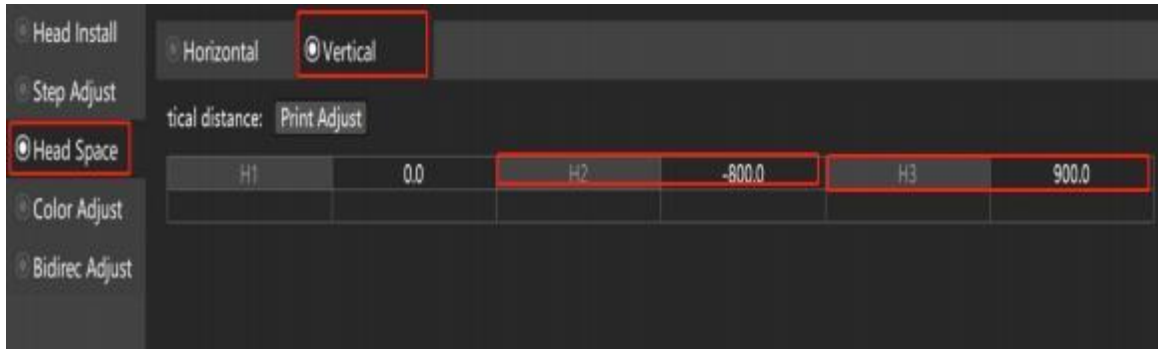 Head Install
Step Adjust
Head Space
Color Adjust
Bidirec Adjust
Horizontal Vertical
tical distance: Print Adjust
H1 0.0 H2 -800.0 H3 900.0